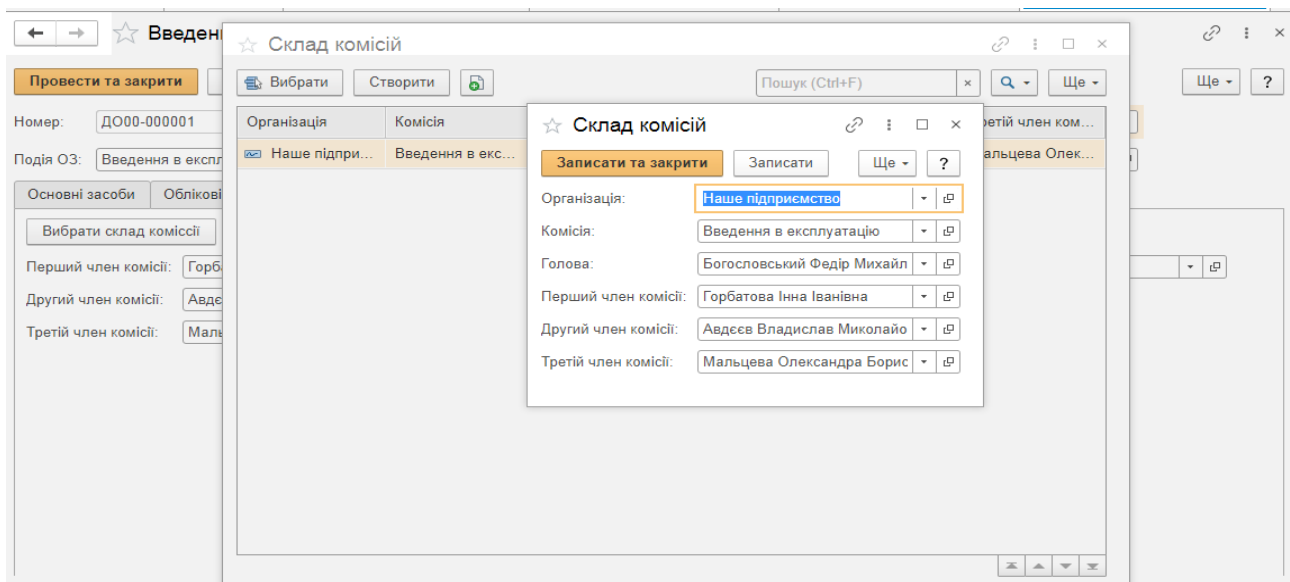 Введен
Провести та закрити
Ще
?
Номер:
ДО00-000001
Подія ОЗ:
Введення в експл
Основні засоби
Облікові
Вибрати склад коміссії
Перший член комісії:
Горб
Другий член комісії:
Авдє
Третій член комісії:
Маль
Склад комісій
Вибрати
Створити
Пошук (Ctrl+F)
×
Ще
Організація
Комісія
ретій член ком...
Наше підпри...
Введення в екс...
альцева Олек...
Склад комісій
Записати та закрити
Записати
Ще
?
Організація:
Наше підприємство
Комісія:
Введення в експлуатацію
Голова:
Богословський Федір Михайл
Перший член комісії:
Горбатова Інна Іванівна
Другий член комісії:
Авдєєв Владислав Миколайо
Третій член комісії:
Мальцева Олександра Борис